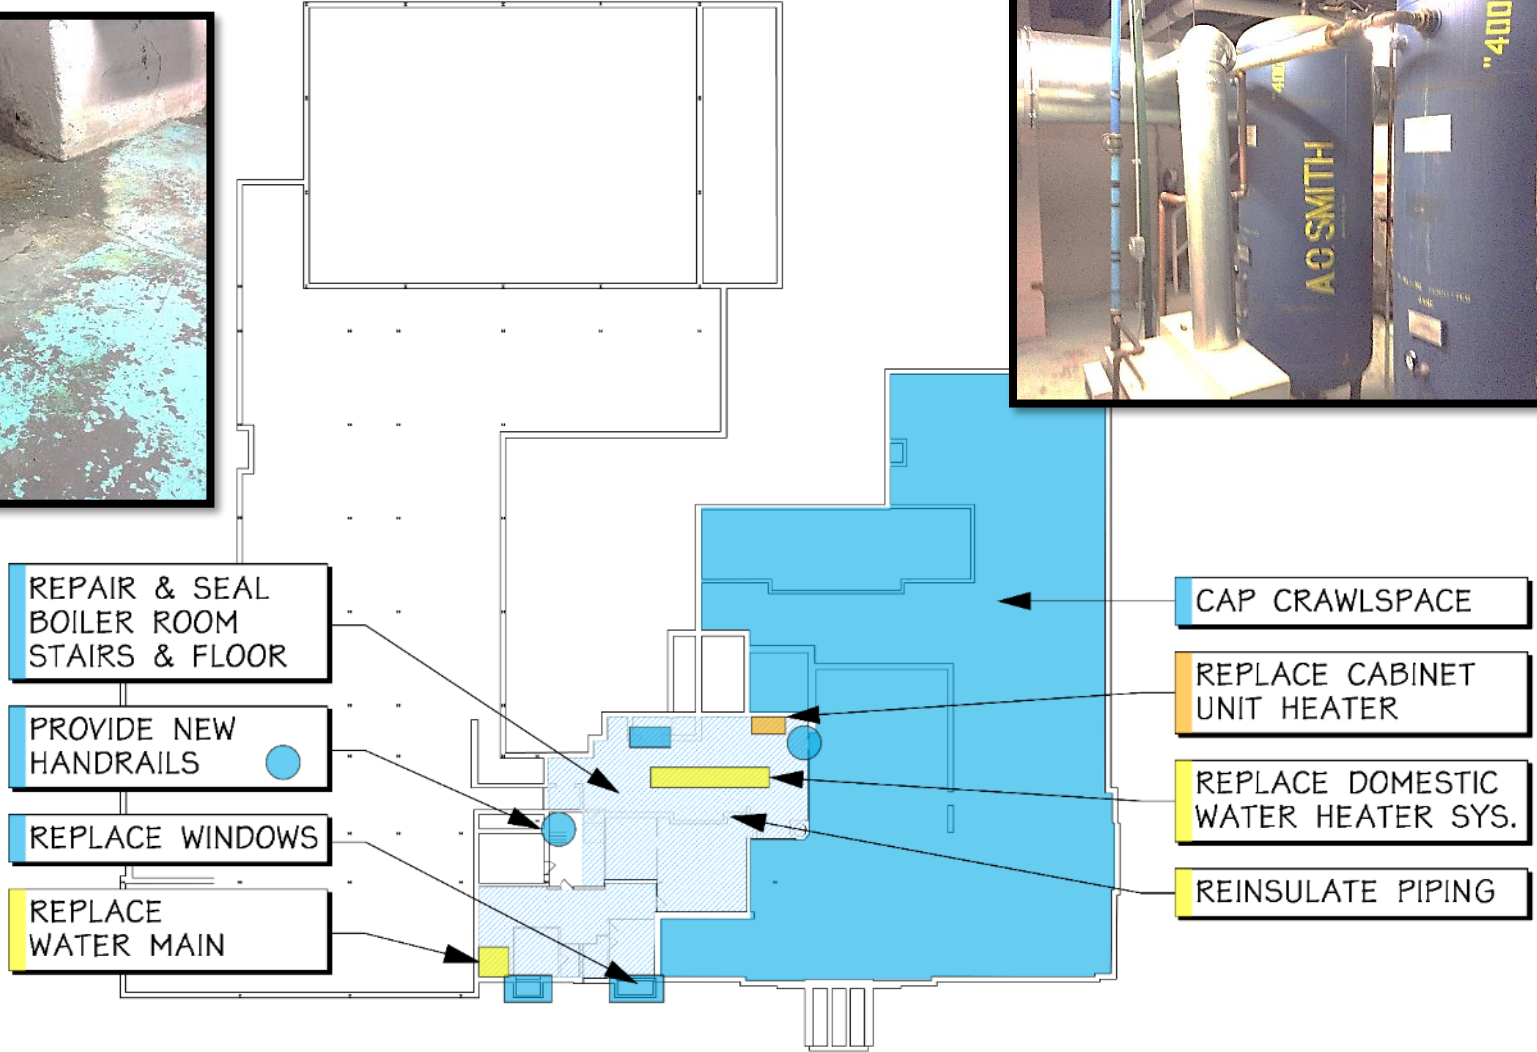 "400
"400
AO SMITH
REPAIR & SEAL
BOILER ROOM
STAIRS & FLOOR
PROVIDE NEW
HANDRAILS
REPLACE WINDOWS
REPLACE
WATER MAIN
CAP CRAWLSPACE
REPLACE CABINET
UNIT HEATER
REPLACE DOMESTIC
WATER HEATER SYS.
REINSULATE PIPING